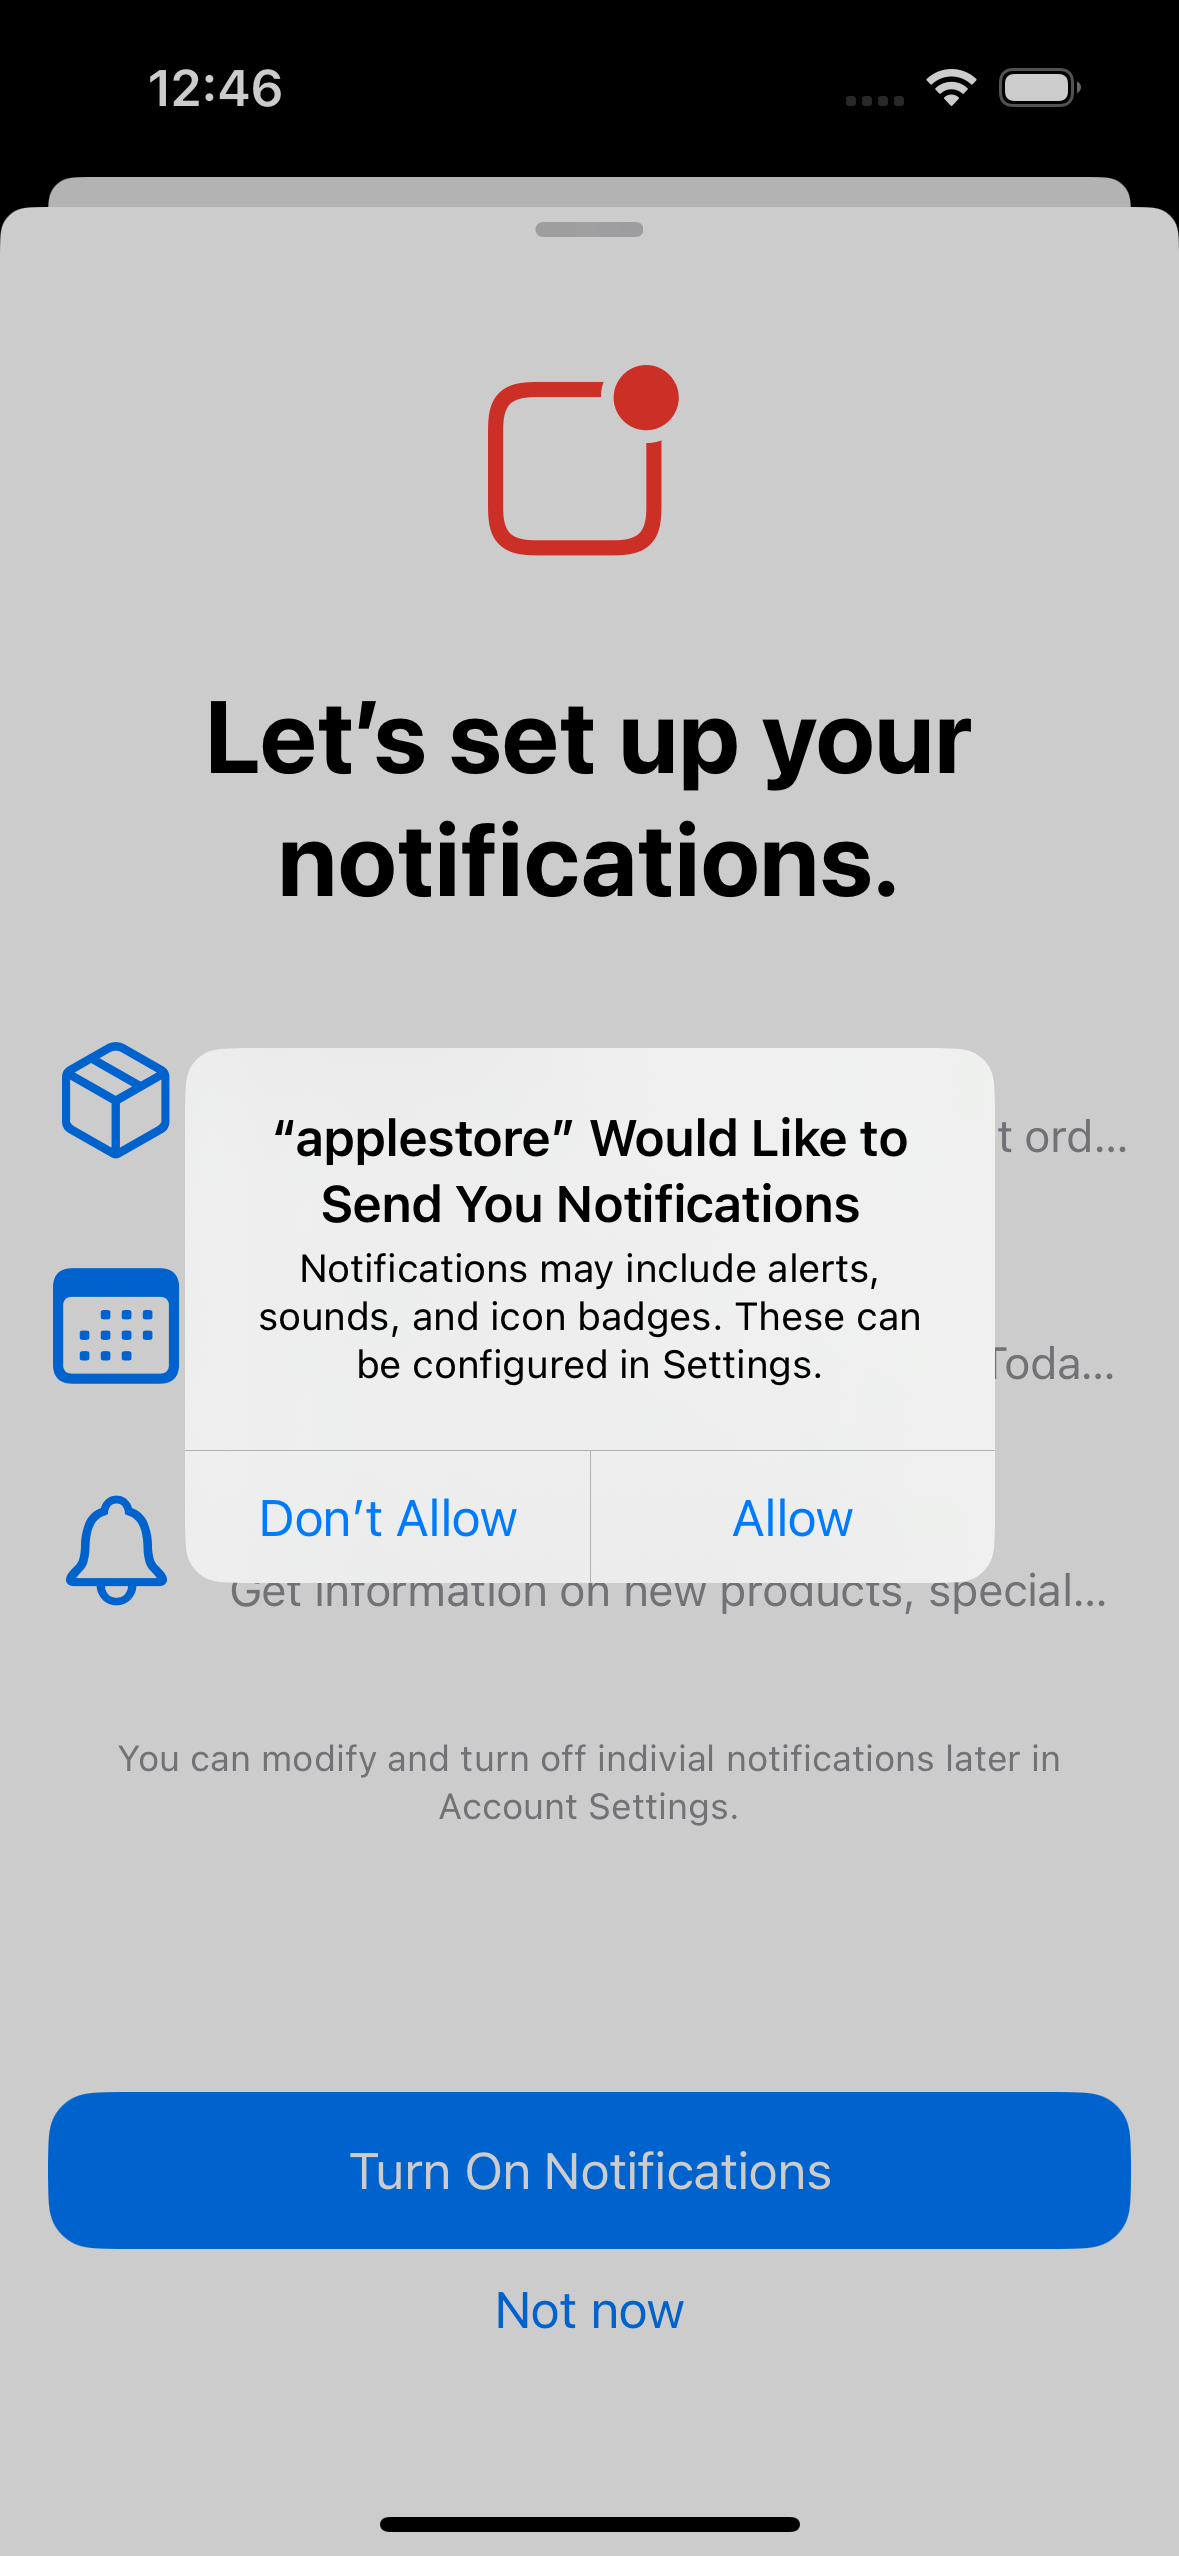 12:46
Let’s set up your
notifications.
“applestore” Would Like to
Send You Notifications
Notifications may include alerts,
sounds, and icon badges. These can
be configured in Settings.
t ord...
Toda...
Don’t Allow
Allow
Get information on new products, special...
You can modify and turn off indivial notifications later in
Account Settings.
Turn On Notifications
Not now